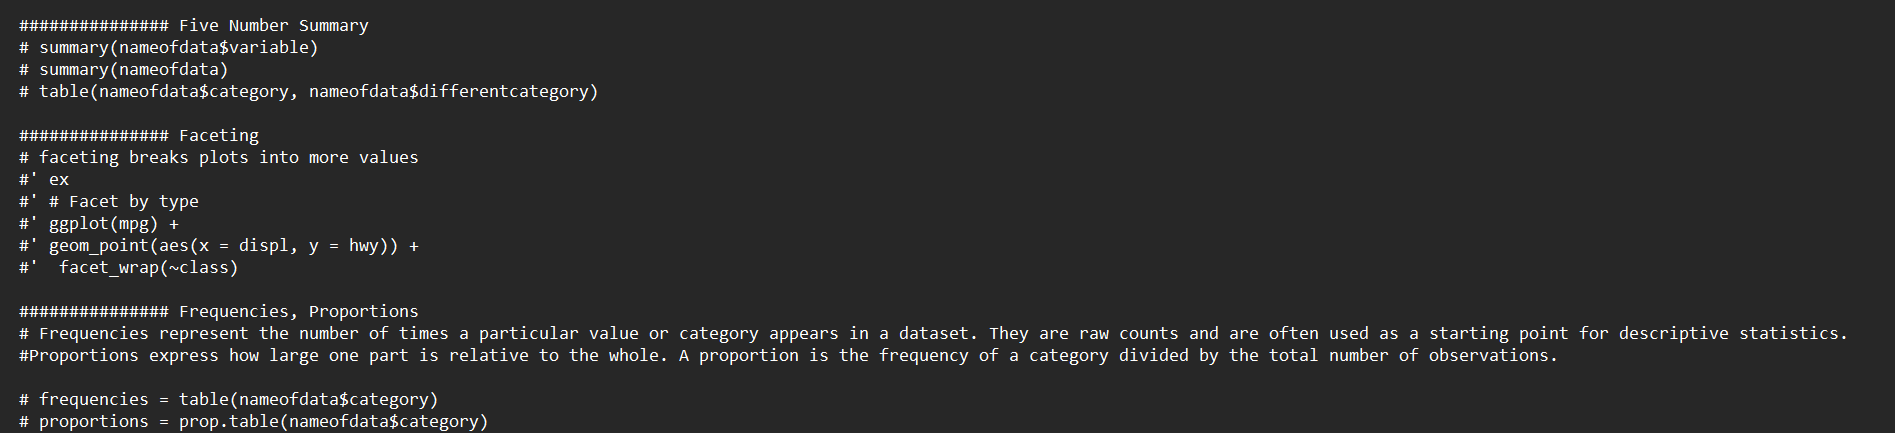 ############### Five Number Summary
# summary(nameofdata$variable)
# summary(nameofdata)
# table(nameofdata$category, nameofdata$differentcategory)
############### Faceting
# faceting breaks plots into more values
#' ex
#' # Facet by type
#' ggplot(mpg) +
#' geom_point(aes(x = displ, y = hwy)) +
#'  facet_wrap(~class)
############### Frequencies, Proportions
# Frequencies represent the number of times a particular value or category appears in a dataset. They are raw counts and are often used as a starting point for descriptive statistics.
#Proportions express how large one part is relative to the whole. A proportion is the frequency of a category divided by the total number of observations.
# frequencies = table(nameofdata$category)
# proportions = prop.table(nameofdata$category)